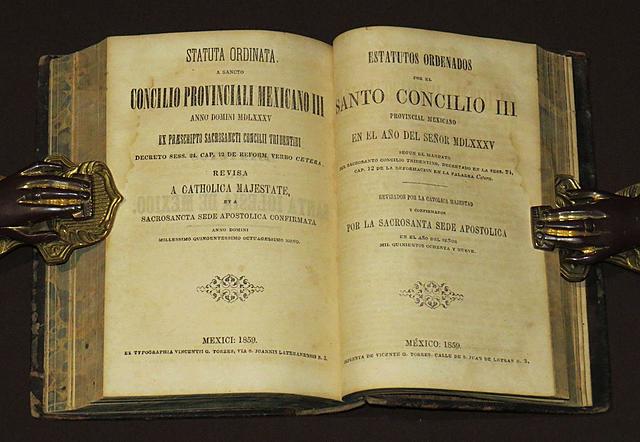 STATUTA ORDINATA.
A SANCTO
CONCILIO PROVINCIALI MEXICANO III
ANNO DOMINI MDLXXXV
EX PRÆSCRIPTO SACROSANCTI CONCILII TRIDENTINI
DECRETO SESS. 24, CAP. 12 DE REFORM. VERBO CETERA.
REVISA
A CATHOLICA MAJESTATE,
ET A
SACROSANCTA SEDE APOSTOLICA CONFIRMATA
ANNO DOMINI
MILLESSIMO QUINGENTESSIMO OCTUAGESSIMO NONO.
MEXICI: 1859.
EX TYPOGRAPHIA VINCENTII G. TORRES, VIA S. JOANNIS LATERANENSIS N. 3.
ESTATUTOS ORDENADOS
POR EL
SANTO CONCILIO III
PROVINCIAL MEXICANO
EN EL AÑO DEL SEÑOR MDLXXXV
SEGUN EL MANDATO
DEL SACROSANTO CONCILIO TRIDENTINO, DECRETADO EN LA SESS. 24,
CAP. 12 DE LA REFORMACION EN LA PALABRA Cetera.
REVISADOS POR LA CATOLICA MAJESTAD
Y CONFIRMADOS
POR LA SACROSANTA SEDE APOSTOLICA
EN EL AÑO DEL SEÑOR
MIL QUINIENTOS OCHENTA Y NUEVE.
MÉXICO: 1859.
IMPRENTA DE VICENTE G. TORRES, CALLE DE S. JUAN DE LETRAN N. 3.